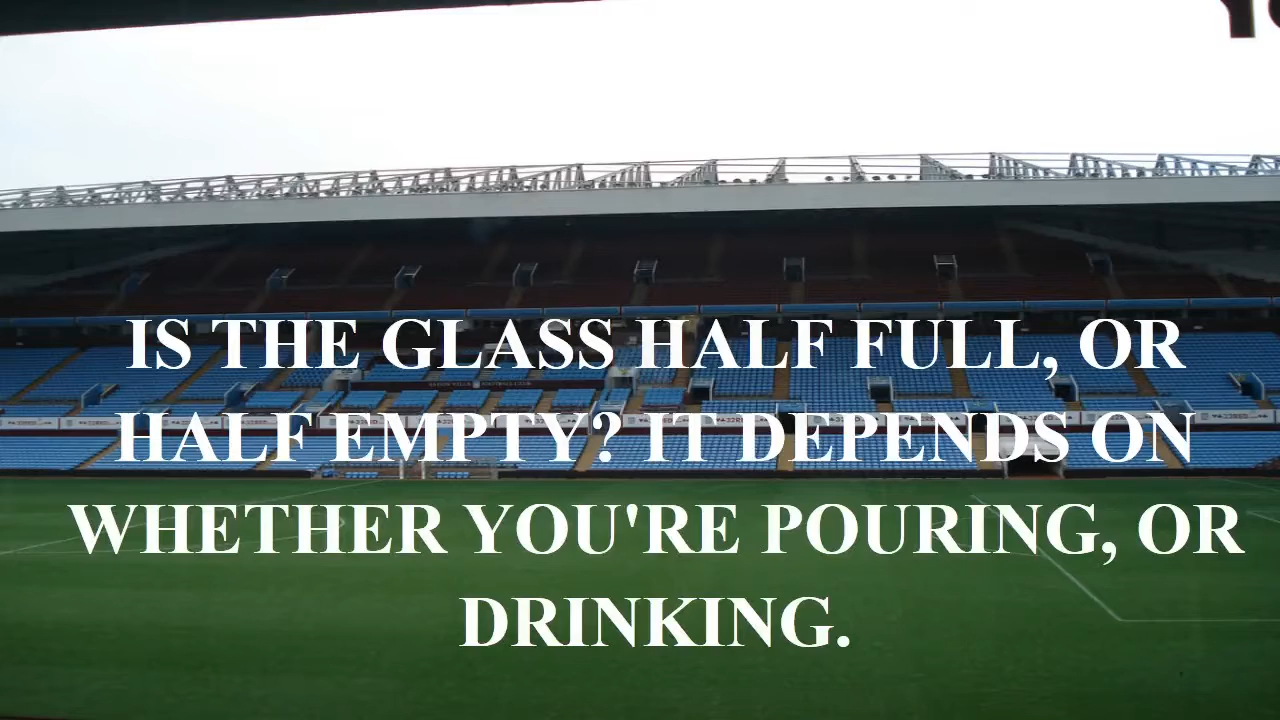 IS THE GLASS HALF FULL, OR
HALF EMPTY? IT DEPENDS ON
WHETHER YOU'RE POURING, OR
DRINKING.